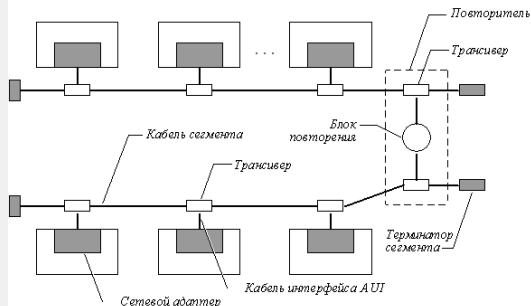 Повторитель
Трансивер
. . .
Блок
повторения
Кабель сегмента
Трансивер
Терминатор
сегмента
Кабель интерфейса AUI
Сетевой адаптер